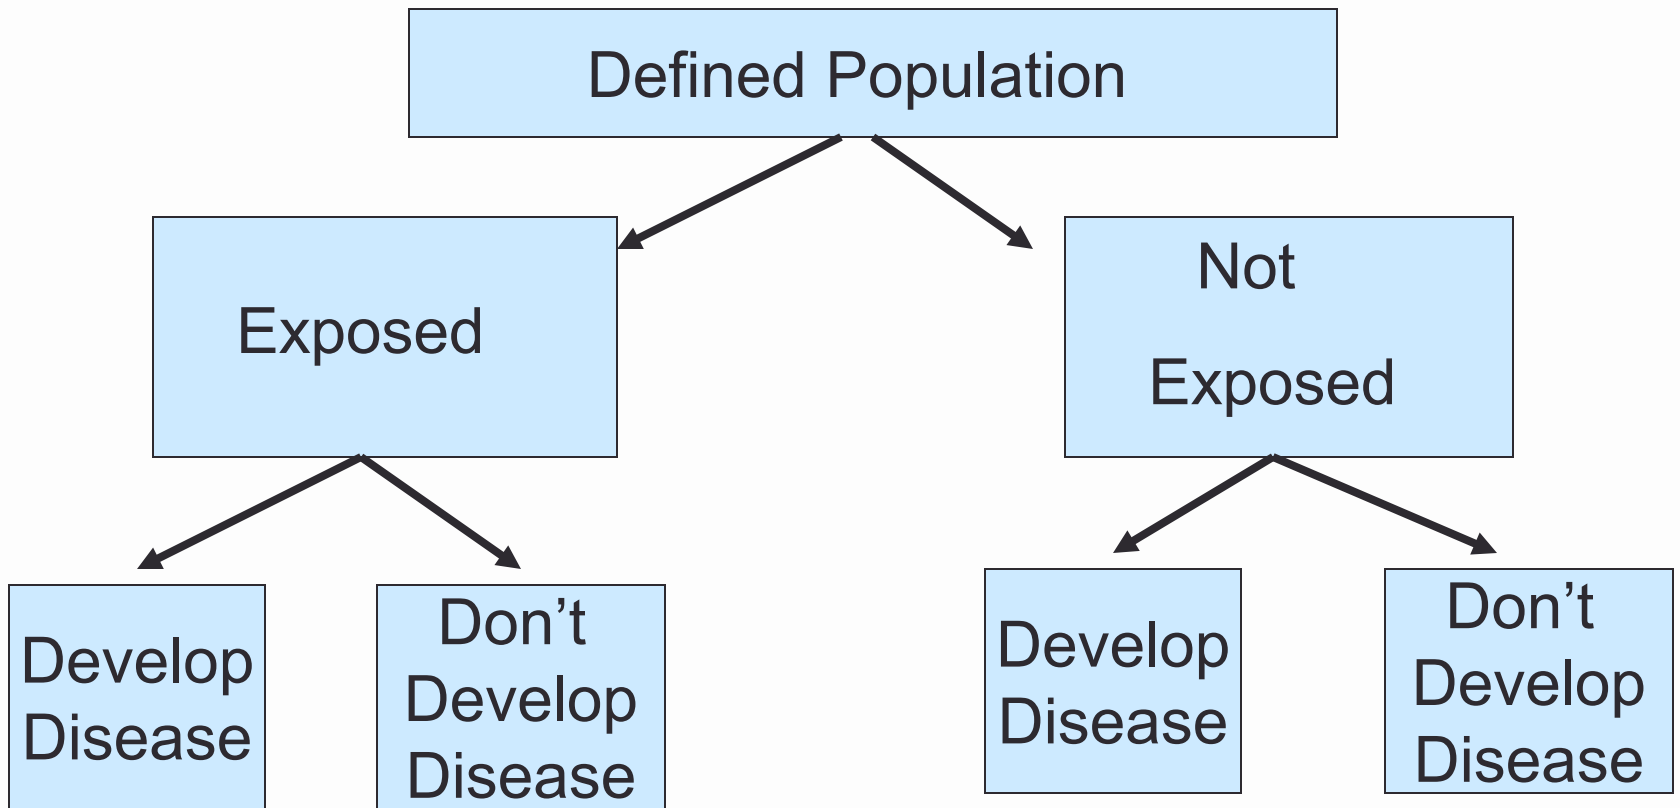 Defined Population
Exposed
Not
Exposed
Develop
Disease
Don’t
Develop
Disease
Develop
Disease
Don’t
Develop
Disease